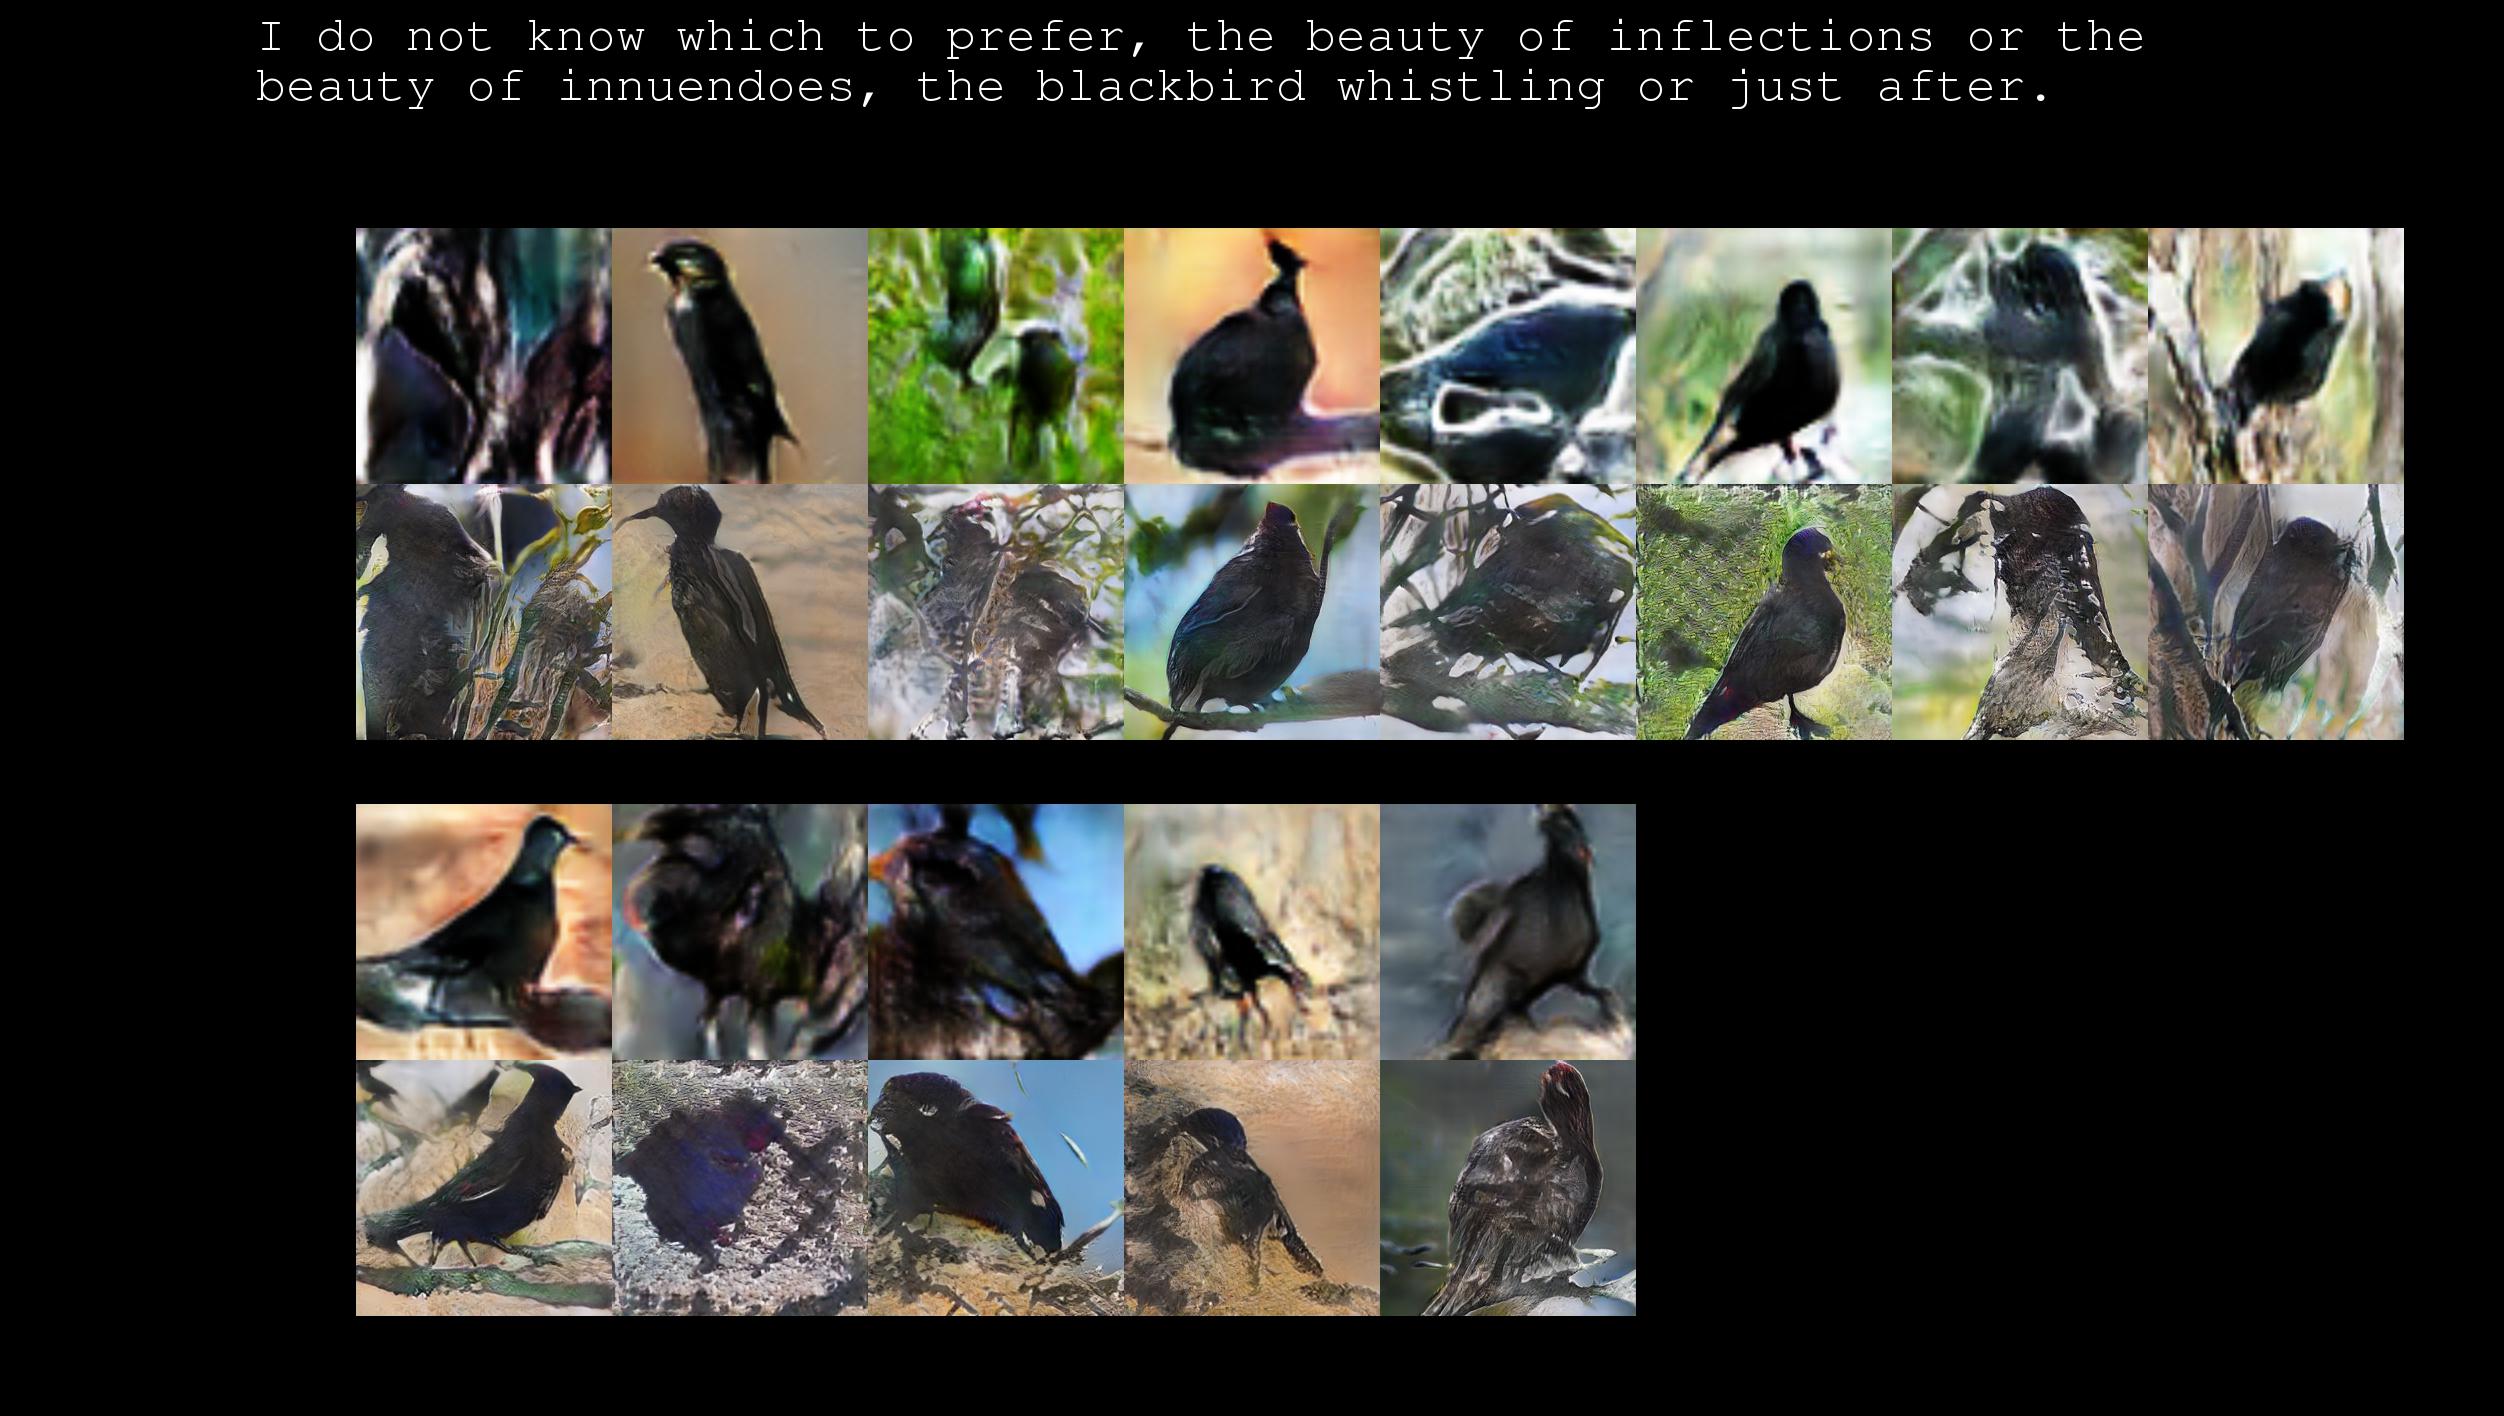 I do not know which to prefer, the beauty of inflections or the
beauty of innuendoes, the blackbird whistling or just after.